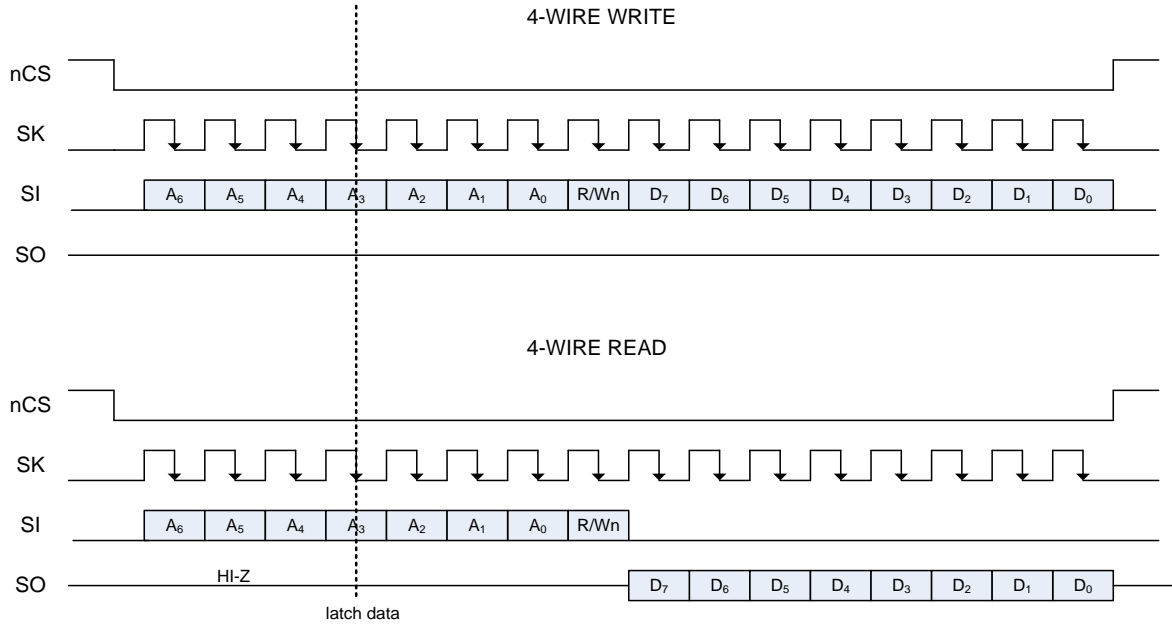 4-WIRE WRITE
nCS
SK
SI A₆ A₅ A₄ A₃ A₂ A₁ A₀ R/Wn D₇ D₆ D₅ D₄ D₃ D₂ D₁ D₀
SO
4-WIRE READ
nCS
SK
SI A₆ A₅ A₄ A₃ A₂ A₁ A₀ R/Wn
SO HI-Z D₇ D₆ D₅ D₄ D₃ D₂ D₁ D₀
latch data